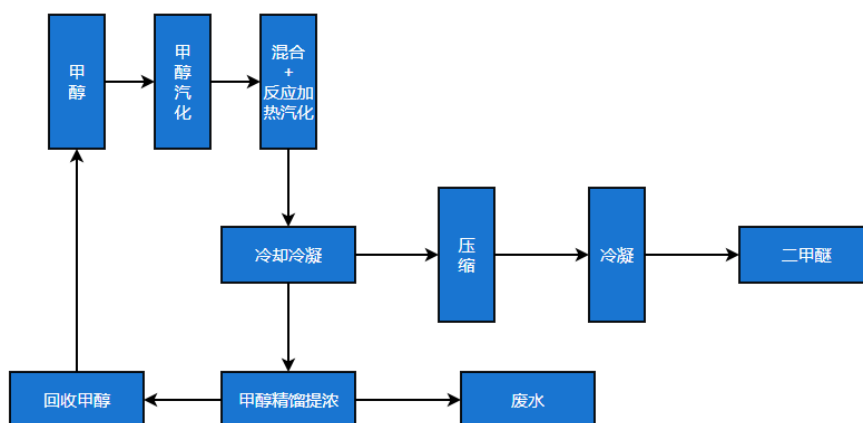 甲
醇
甲
醇
汽
化
混合
+
反应加
热汽化
冷却冷凝
压
缩
冷凝
二甲醚
回收甲醇
甲醇精馏提浓
废水